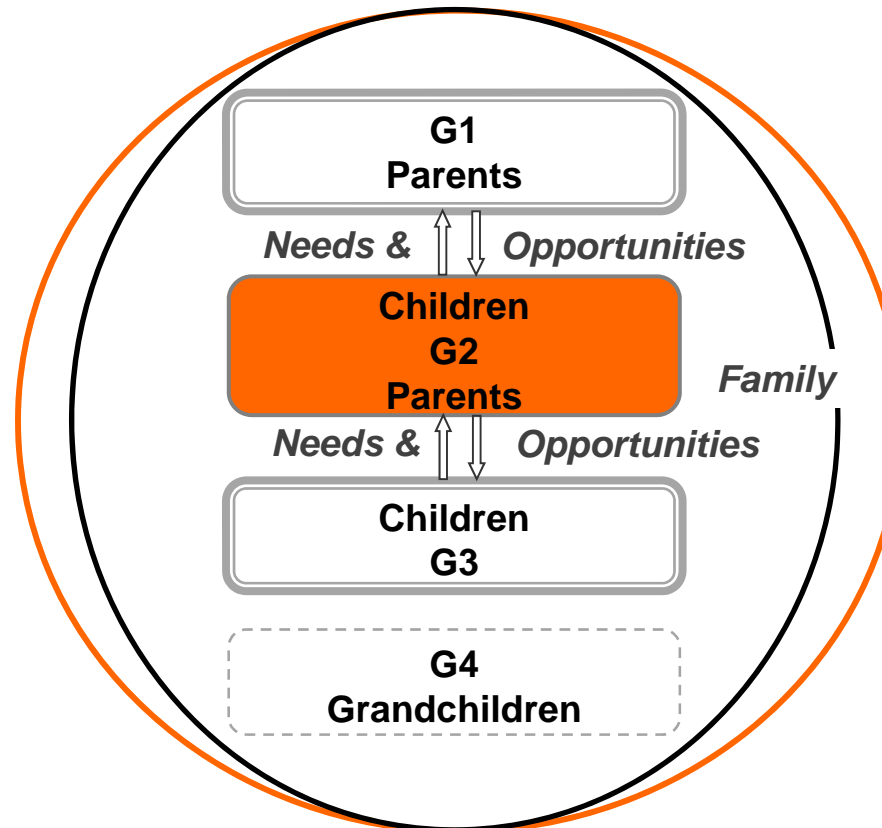 G1
Parents
Needs & Opportunities
Children
G2
Parents
Family
Needs & Opportunities
Children
G3
G4
Grandchildren